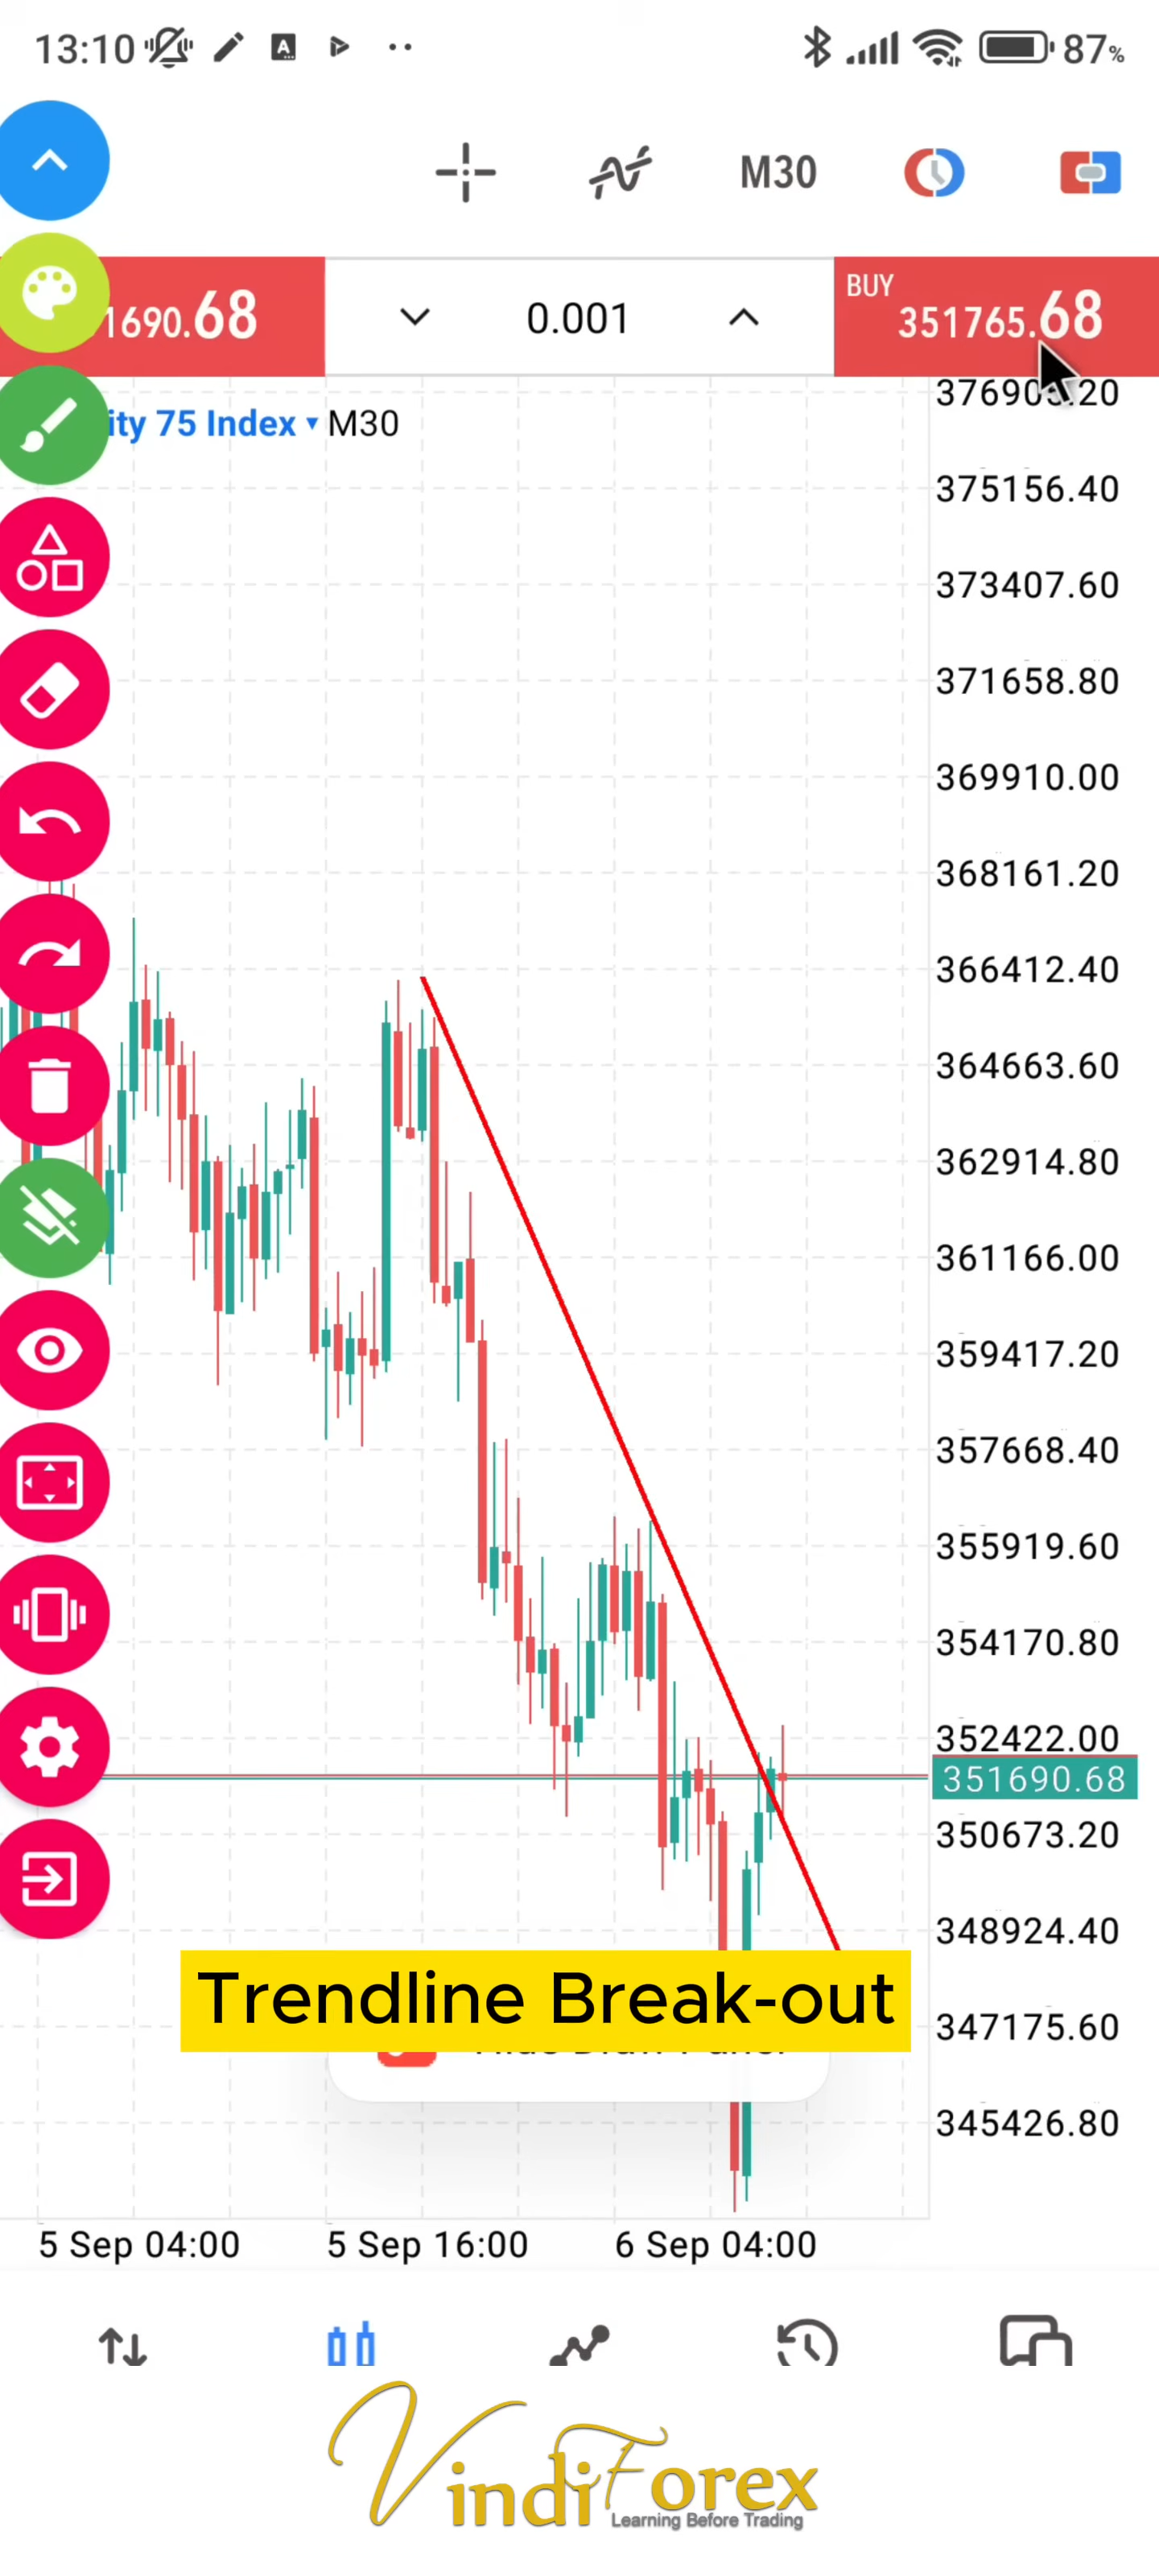 13:10 87%
M30
1690.68 0.001 BUY 351765.68
ity 75 Index ▾ M30
375156.40
373407.60
371658.80
369910.00
368161.20
366412.40
364663.60
362914.80
361166.00
359417.20
357668.40
355919.60
354170.80
352422.00
351690.68
350673.20
348924.40
Trendline Break-out
347175.60
345426.80
5 Sep 04:00 5 Sep 16:00 6 Sep 04:00
VindiForex
Learning Before Trading